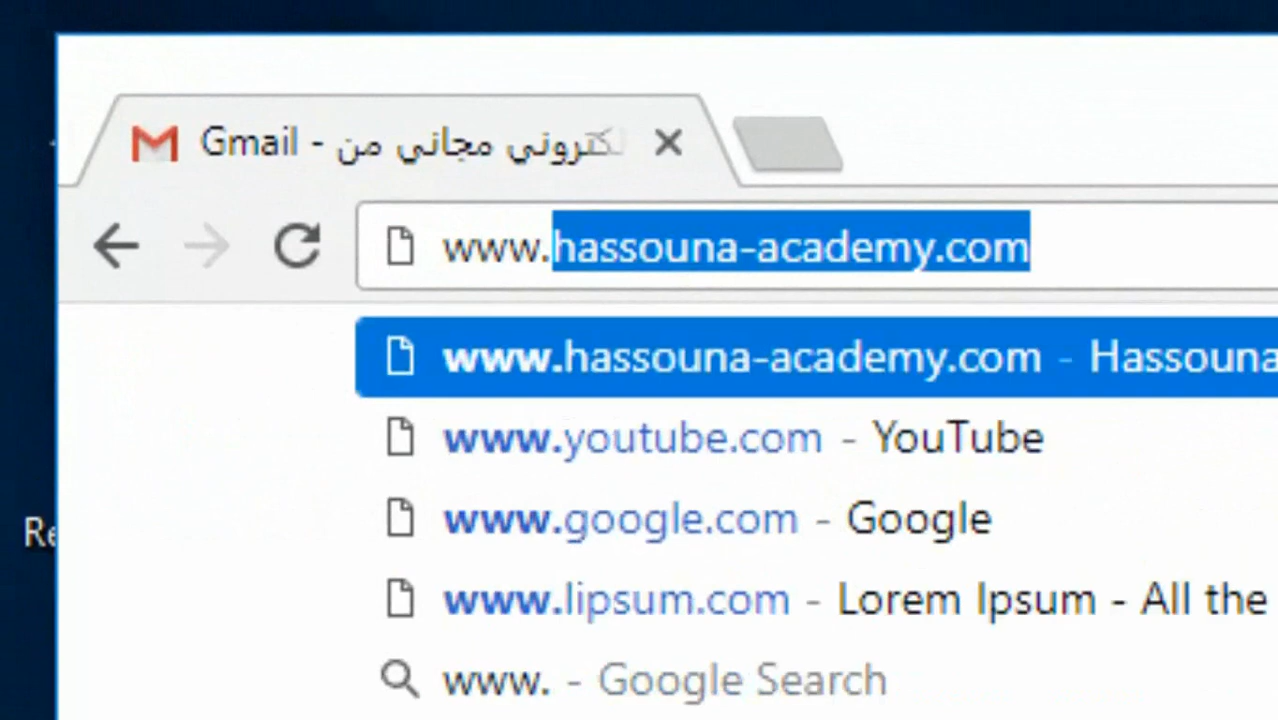 Gmail - لكتروني مجاني من
www.hassouna-academy.com
www.hassouna-academy.com - Hassouna
www.youtube.com - YouTube
www.google.com - Google
www.lipsum.com - Lorem Ipsum - All the
www. - Google Search
Re